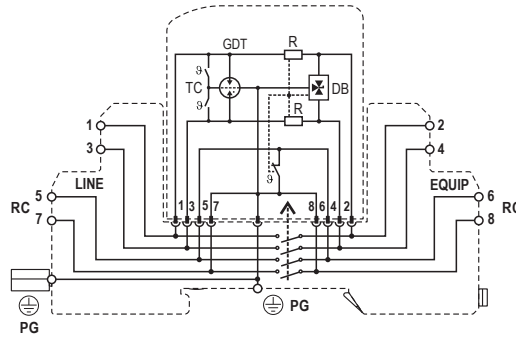 R
GDT
ϑ
TC
DB
ϑ
R
1
2
3
4
ϑ
LINE
EQUIP
5
1 3 5 7
8 6 4 2
6
RC
RC
7
8
PG
PG